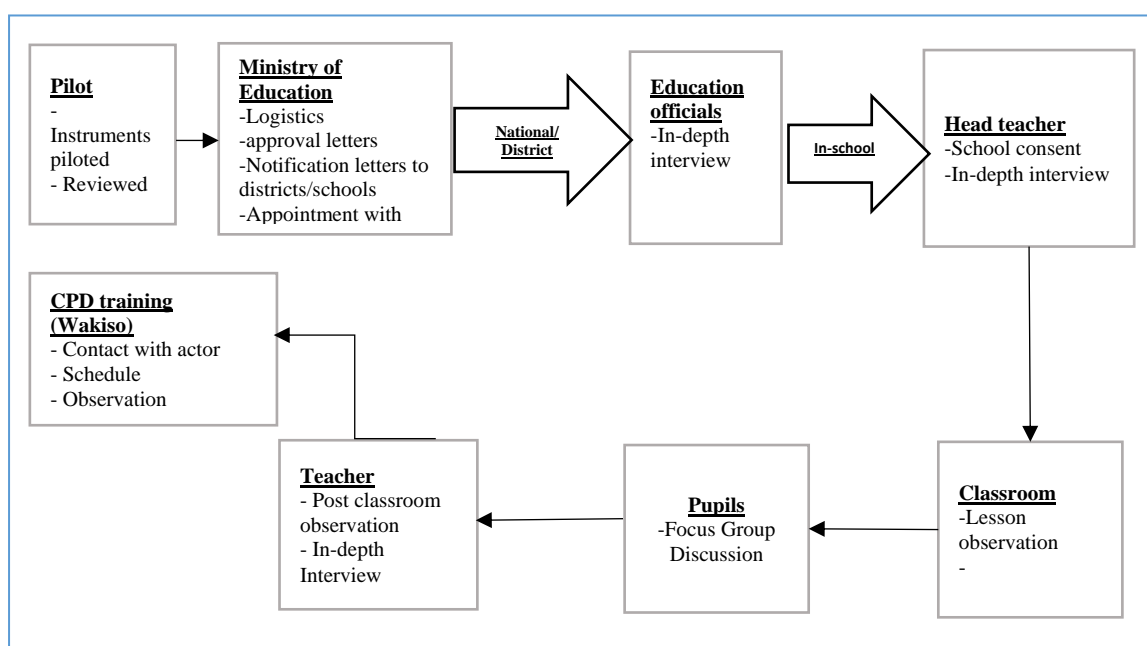 Pilot
-
Instruments
piloted
- Reviewed
Ministry of
Education
-Logistics
-approval letters
-Notification letters to
districts/schools
-Appointment with
National/
District
Education
officials
-In-depth
interview
In-school
Head teacher
-School consent
-In-depth interview
Classroom
-Lesson
observation
-
Pupils
-Focus Group
Discussion
Teacher
- Post classroom
observation
- In-depth
Interview
CPD training
(Wakiso)
- Contact with actor
- Schedule
- Observation